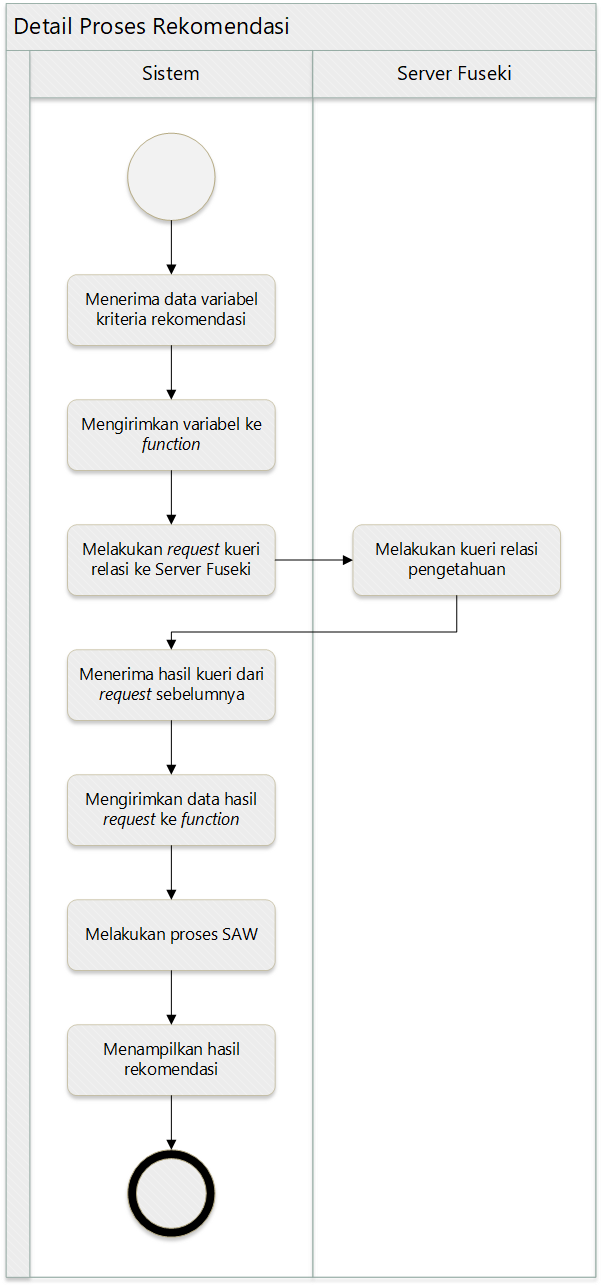 Detail Proses Rekomendasi
Sistem
Server Fuseki
Menerima data variabel
kriteria rekomendasi
Mengirimkan variabel ke
function
Melakukan request kueri
relasi ke Server Fuseki
Melakukan kueri relasi
pengetahuan
Menerima hasil kueri dari
request sebelumnya
Mengirimkan data hasil
request ke function
Melakukan proses SAW
Menampilkan hasil
rekomendasi